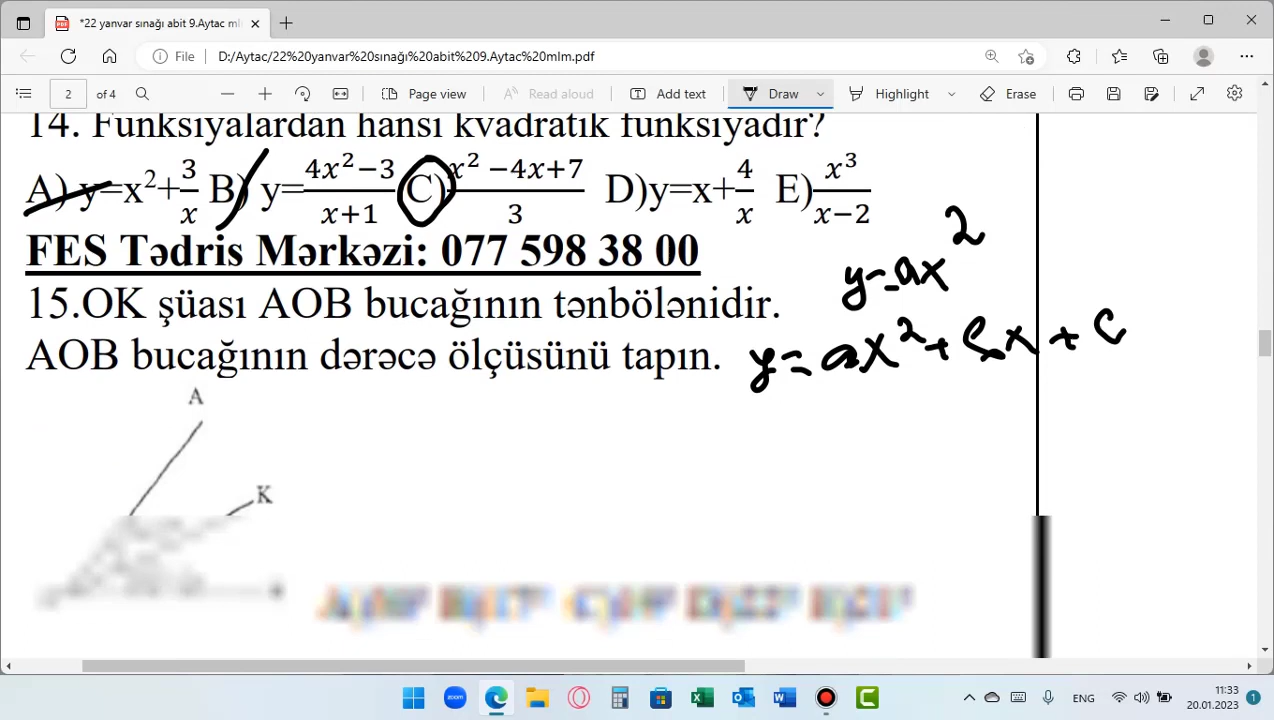 *22 yanvar sınağı abit 9.Aytac ml
File D:/Aytac/22%20yanvar%20sınağı%20abit%209.Aytac%20mlm.pdf
2 of 4 Page view Read aloud Add text Draw Highlight Erase
14. Funksiyalardan hansı kvadratik funksiyadır?
A) y=x²+3/x B) y=4x²−3/x+1 C) x²−4x+7/3 D)y=x+4/x E)x³/x−2
FES Tədris Mərkəzi: 077 598 38 00
y=ax²
15.OK şüası AOB bucağının tənbölənidir.
AOB bucağının dərəcə ölçüsünü tapın.
y=ax²+bx+c
A
K
zoom
ENG 11:33
20.01.2023
1